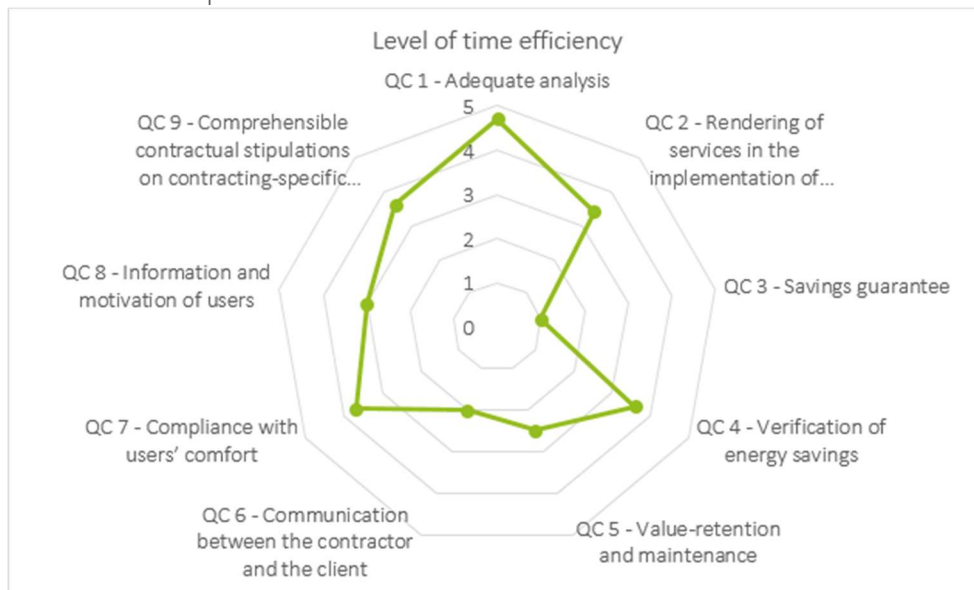 Level of time efficiency
QC 1 - Adequate analysis
QC 2 - Rendering of
services in the
implementation of...
QC 3 - Savings guarantee
QC 4 - Verification of
energy savings
QC 5 - Value-retention
and maintenance
QC 6 - Communication
between the contractor
and the client
QC 7 - Compliance with
users’ comfort
QC 8 - Information and
motivation of users
QC 9 - Comprehensible
contractual stipulations
on contracting-specific...
5
4
3
2
1
0